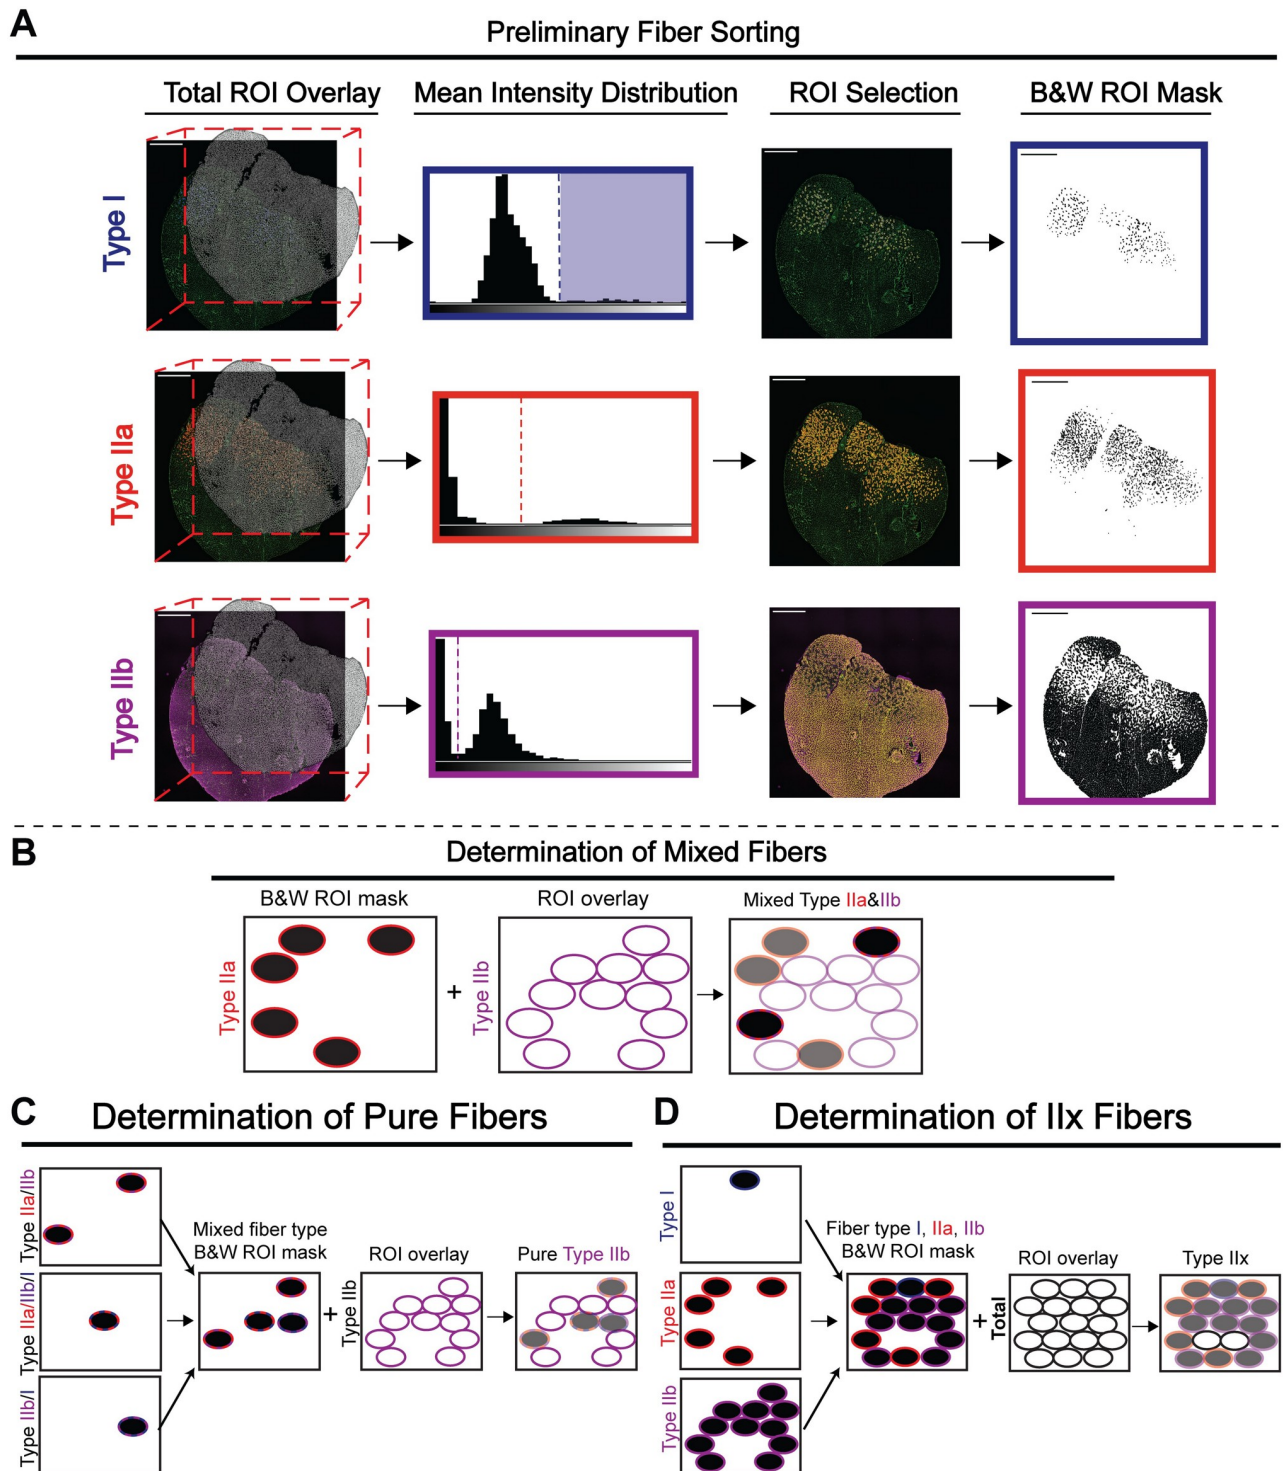 A
Preliminary Fiber Sorting
Total ROI Overlay
Mean Intensity Distribution
ROI Selection
B&W ROI Mask
Type I
Type IIa
Type IIb
B
Determination of Mixed Fibers
B&W ROI mask
ROI overlay
Mixed Type IIa&IIb
Type IIa
+
Type IIb
C
Determination of Pure Fibers
Type IIa/IIb
Type IIa/IIb/I
Type IIb/I
Mixed fiber type
B&W ROI mask
+
ROI overlay
Type IIb
Pure Type IIb
D
Determination of IIx Fibers
Type I
Type IIa
Type IIb
Fiber type I, IIa, IIb
B&W ROI mask
+
ROI overlay
Total
Type IIx